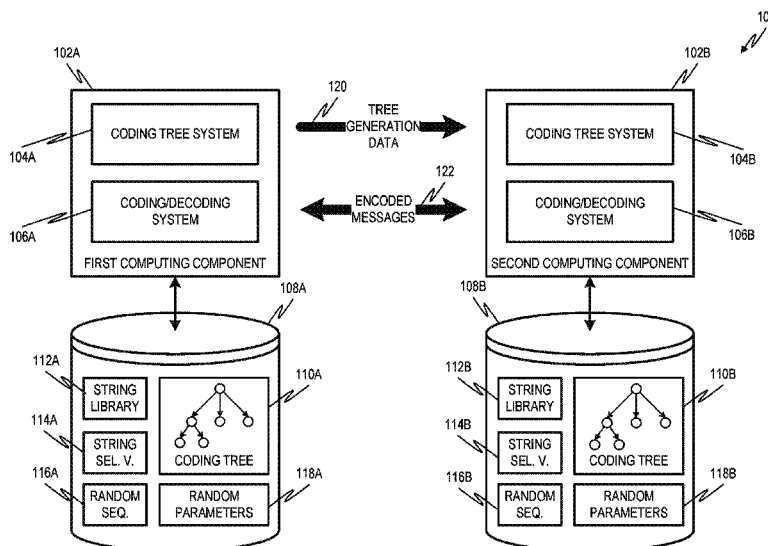 10
102A
102B
120
TREE
GENERATION
DATA
CODING TREE SYSTEM
CODING TREE SYSTEM
104A
104B
122
ENCODED
MESSAGES
CODING/DECODING
SYSTEM
CODING/DECODING
SYSTEM
106A
106B
FIRST COMPUTING COMPONENT
SECOND COMPUTING COMPONENT
108A
108B
112A
STRING
LIBRARY
110A
114A
STRING
SEL. V.
CODING TREE
116A
RANDOM
SEQ.
RANDOM
PARAMETERS
118A
112B
STRING
LIBRARY
110B
114B
STRING
SEL. V.
CODING TREE
116B
RANDOM
SEQ.
RANDOM
PARAMETERS
118B